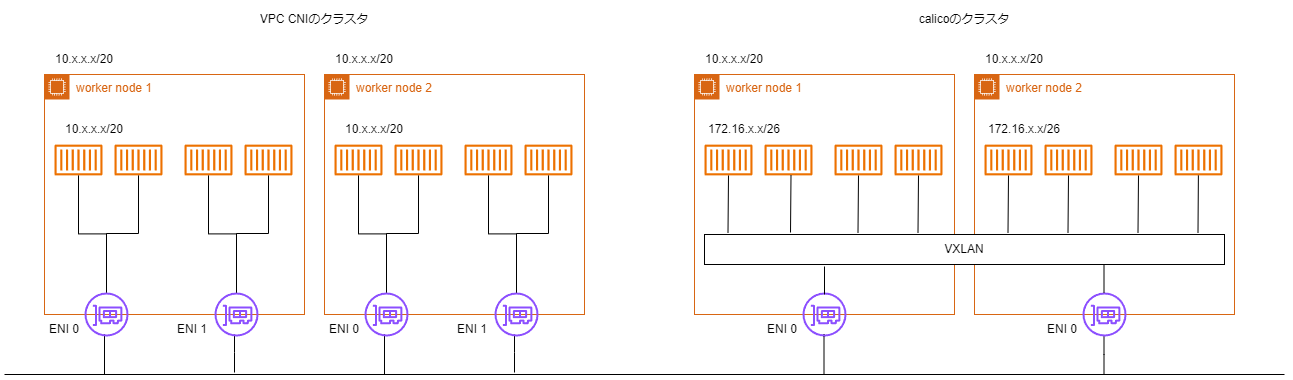 VPC CNIのクラスタ
calicoのクラスタ
10.x.x.x/20
10.x.x.x/20
10.x.x.x/20
10.x.x.x/20
worker node 1
worker node 2
worker node 1
worker node 2
10.x.x.x/20
10.x.x.x/20
172.16.x.x/26
172.16.x.x/26
VXLAN
ENI 0
ENI 1
ENI 0
ENI 1
ENI 0
ENI 0